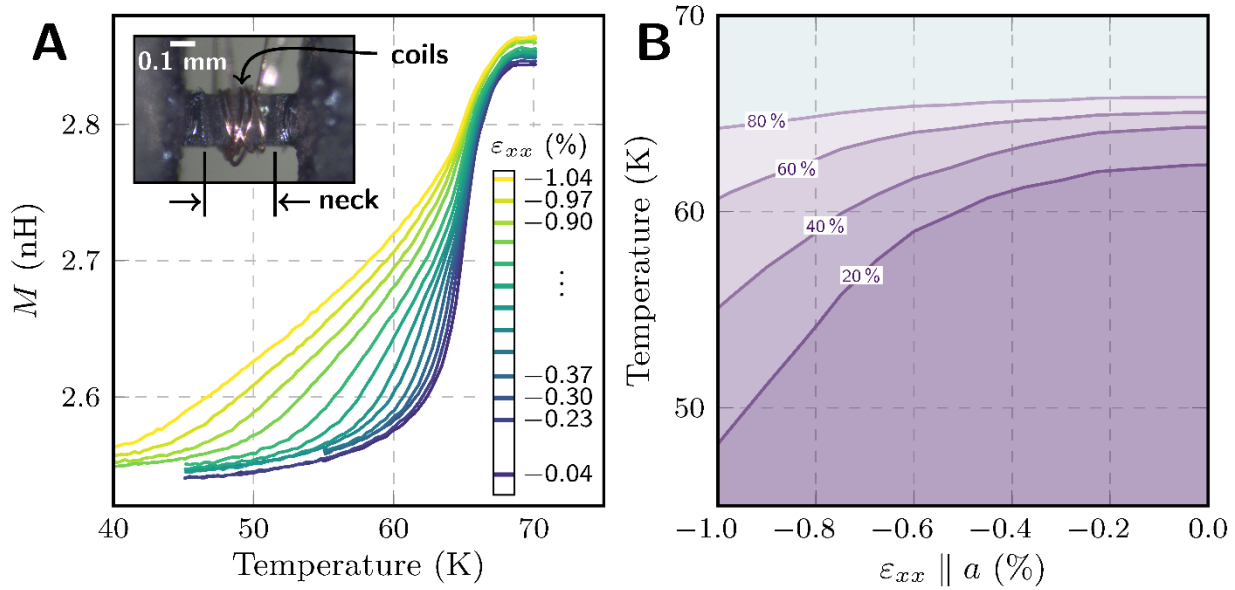 A
0.1 mm
coils
neck
2.8
2.7
2.6
M (nH)
40
50
60
70
Temperature (K)
εxx (%)
−1.04
−0.97
−0.90
⋮
−0.37
−0.30
−0.23
−0.04
B
70
60
50
Temperature (K)
80 %
60 %
40 %
20 %
−1.0
−0.8
−0.6
−0.4
−0.2
0.0
εxx ∥ a (%)